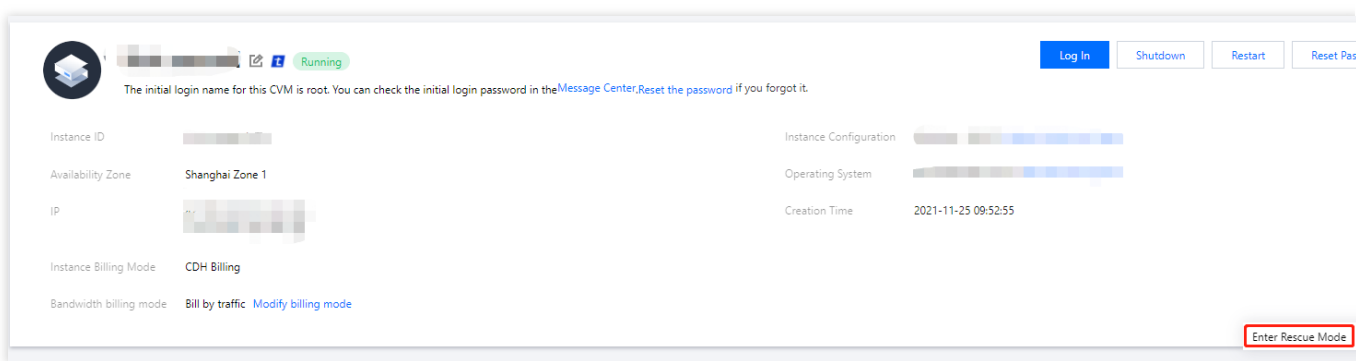 Running
Log In
Shutdown
Restart
Reset Pas
The initial login name for this CVM is root. You can check the initial login password in the Message Center.Reset the password if you forgot it.
Instance ID
Instance Configuration
Availability Zone Shanghai Zone 1
Operating System
IP
Creation Time 2021-11-25 09:52:55
Instance Billing Mode CDH Billing
Bandwidth billing mode Bill by traffic Modify billing mode
Enter Rescue Mode